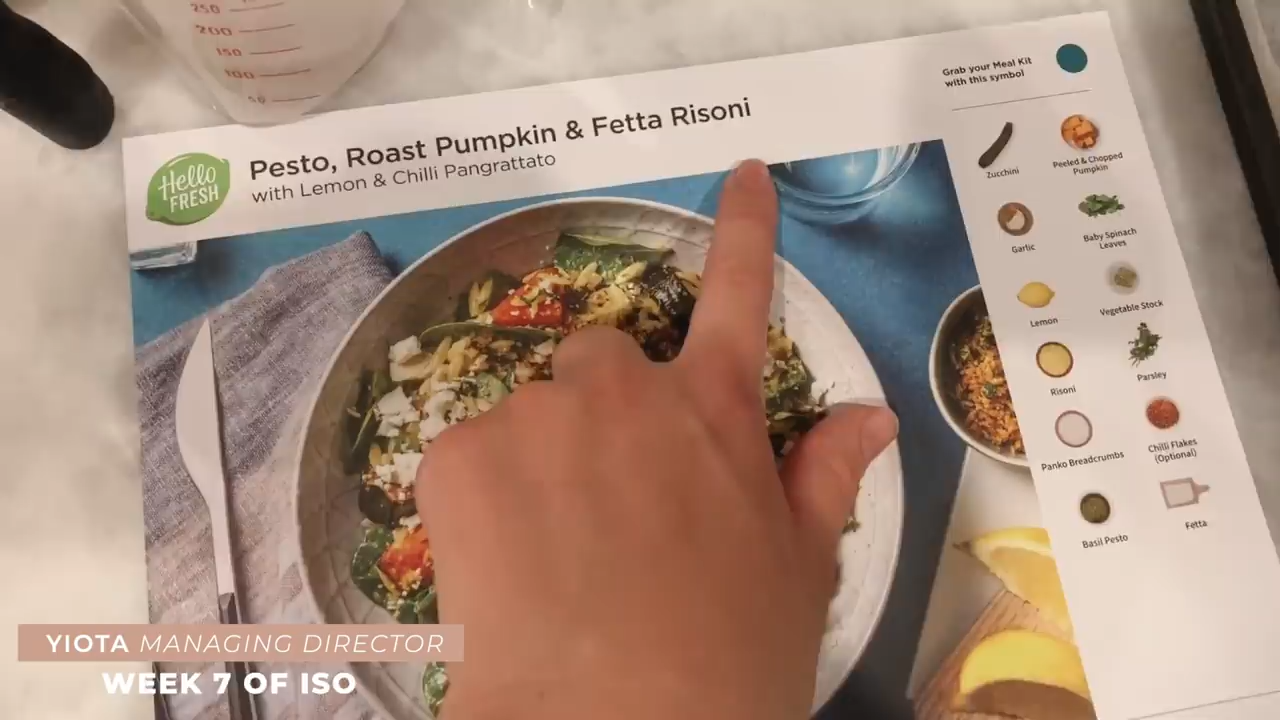 250
200
150
100
50
Hello
FRESH
Pesto, Roast Pumpkin & Fetta Risoni
with Lemon & Chilli Pangrattato
Grab your Meal Kit
with this symbol
Zucchini
Peeled & Chopped
Pumpkin
Garlic
Baby Spinach
Leaves
Lemon
Vegetable Stock
Risoni
Parsley
Panko Breadcrumbs
Chilli Flakes
(Optional)
Basil Pesto
Fetta
YIOTA MANAGING DIRECTOR
WEEK 7 OF ISO